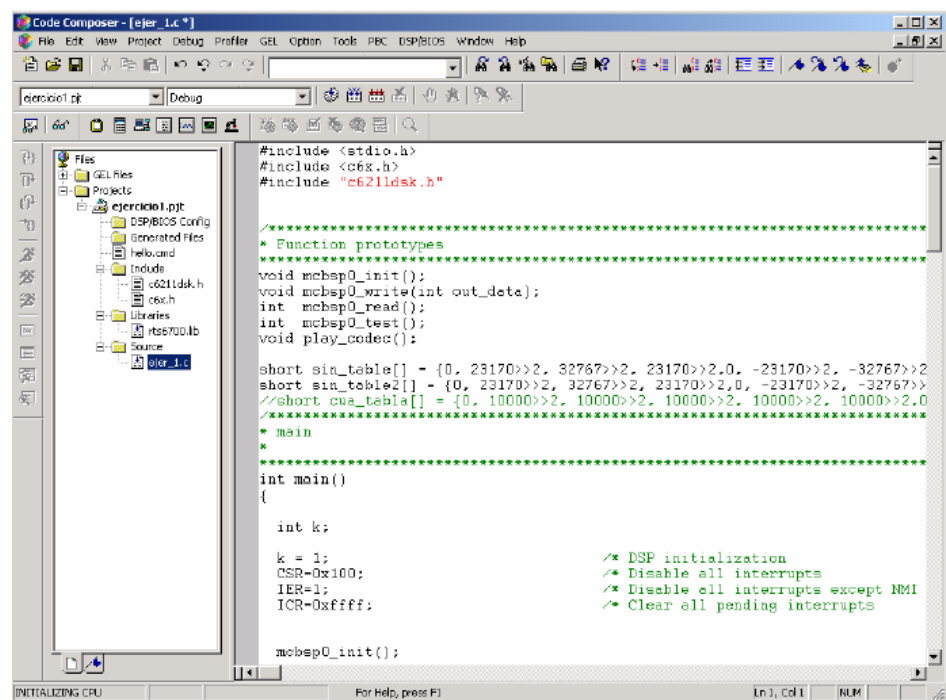 Code Composer - [ejer_1.c *]
File Edit View Project Debug Profiler GEL Option Tools PBC DSP/BIOS Window Help
ejercicio1.pjt Debug
Files
GEL files
Projects
ejercicio1.pjt
DSP/BIOS Config
Generated Files
hello.cmd
Include
c6211dsk.h
c6x.h
Libraries
rts6700.lib
Source
ejer_1.c
#include <stdio.h>
#include <c6x.h>
#include "c6211dsk.h"
/*****************************************************************************
* Function prototypes
******************************************************************************
void mcbsp0_init();
void mcbsp0_write(int out_data);
int  mcbsp0_read();
int  mcbsp0_test();
void play_codec();
short sin_table[] = {0, 23170>>2, 32767>>2, 23170>>2,0, -23170>>2, -32767>>2
short sin_table2[] = {0, 23170>>2, 32767>>2, 23170>>2,0, -23170>>2, -32767>>
//short cua_tabla[] = {0, 10000>>2, 10000>>2, 10000>>2, 10000>>2, 10000>>2,0
/*****************************************************************************
* main
*
******************************************************************************
int main()
{
int k;
k = 1; /* DSP initialization
CSR=0x100; /* Disable all interrupts
IER=1; /* Disable all interrupts except NMI
ICR=0xffff; /* Clear all pending interrupts
mcbsp0_init();
INITIALIZING CPU For Help, press F1 Ln 1, Col 1 NUM